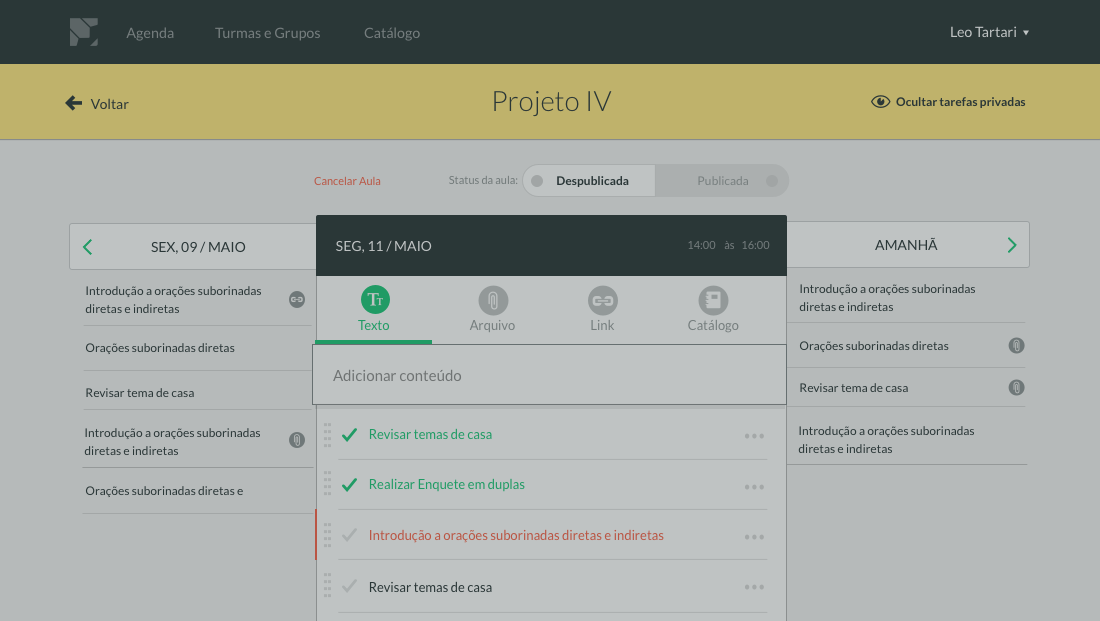 Agenda
Turmas e Grupos
Catálogo
Leo Tartari
Voltar
Projeto IV
Ocultar tarefas privadas
Cancelar Aula
Status da aula:
Despublicada
Publicada
SEX, 09 / MAIO
Introdução a orações suborinadas
diretas e indiretas
Orações suborinadas diretas
Revisar tema de casa
Introdução a orações suborinadas
diretas e indiretas
Orações suborinadas diretas e
SEG, 11 / MAIO
14:00 às 16:00
Texto
Arquivo
Link
Catálogo
Adicionar conteúdo
Revisar temas de casa
Realizar Enquete em duplas
Introdução a orações suborinadas diretas e indiretas
Revisar temas de casa
AMANHÃ
Introdução a orações suborinadas
diretas e indiretas
Orações suborinadas diretas
Revisar tema de casa
Introdução a orações suborinadas
diretas e indiretas